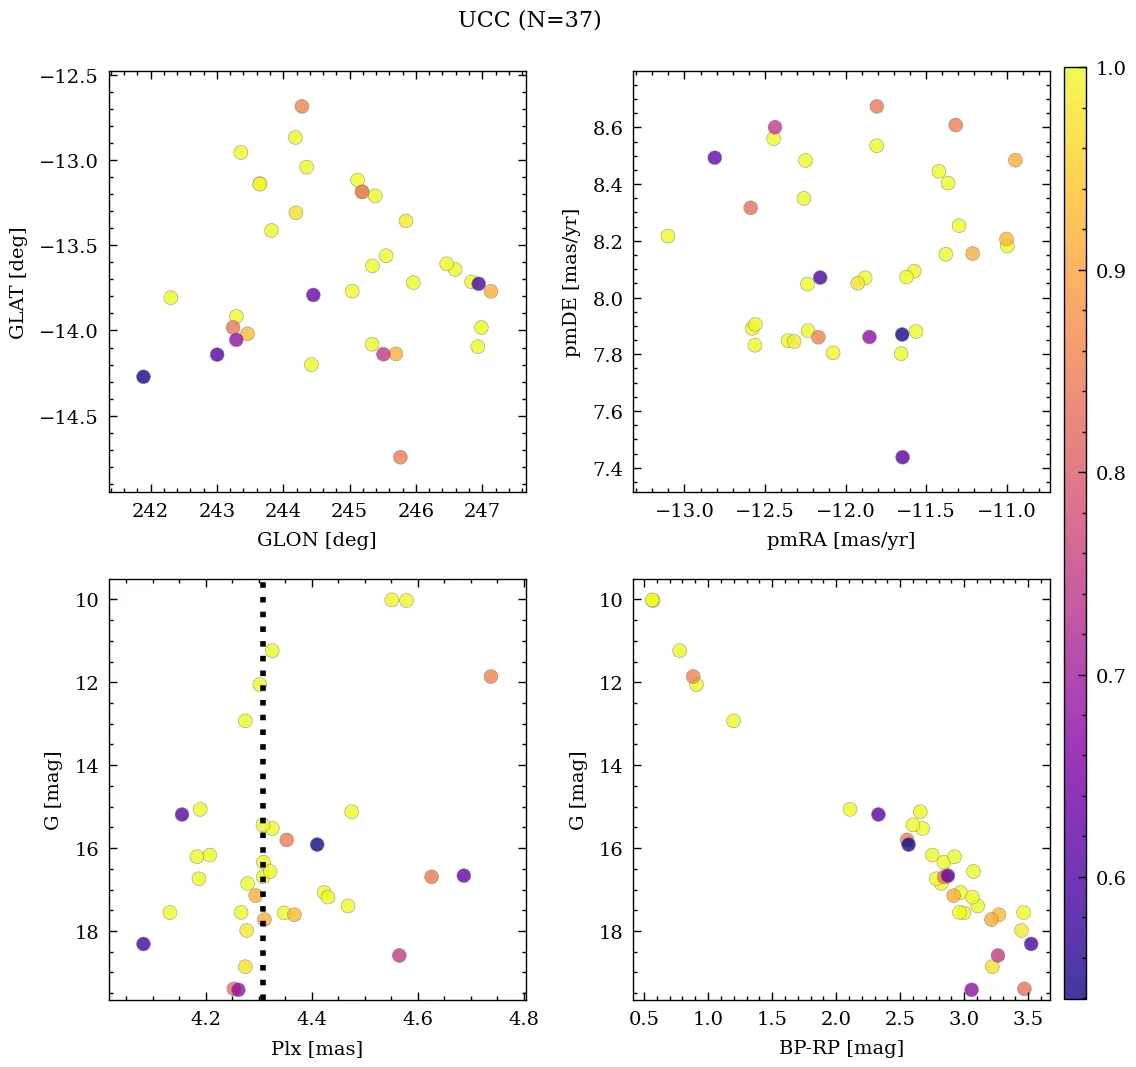 UCC (N=37)
−12.5
−13.0
−13.5
−14.0
−14.5
GLAT [deg]
242 243 244 245 246 247
GLON [deg]
8.6
8.4
8.2
8.0
7.8
7.6
7.4
pmDE [mas/yr]
−13.0 −12.5 −12.0 −11.5 −11.0
pmRA [mas/yr]
10
12
14
16
18
G [mag]
4.2 4.4 4.6 4.8
Plx [mas]
10
12
14
16
18
G [mag]
0.5 1.0 1.5 2.0 2.5 3.0 3.5
BP-RP [mag]
1.0
0.9
0.8
0.7
0.6